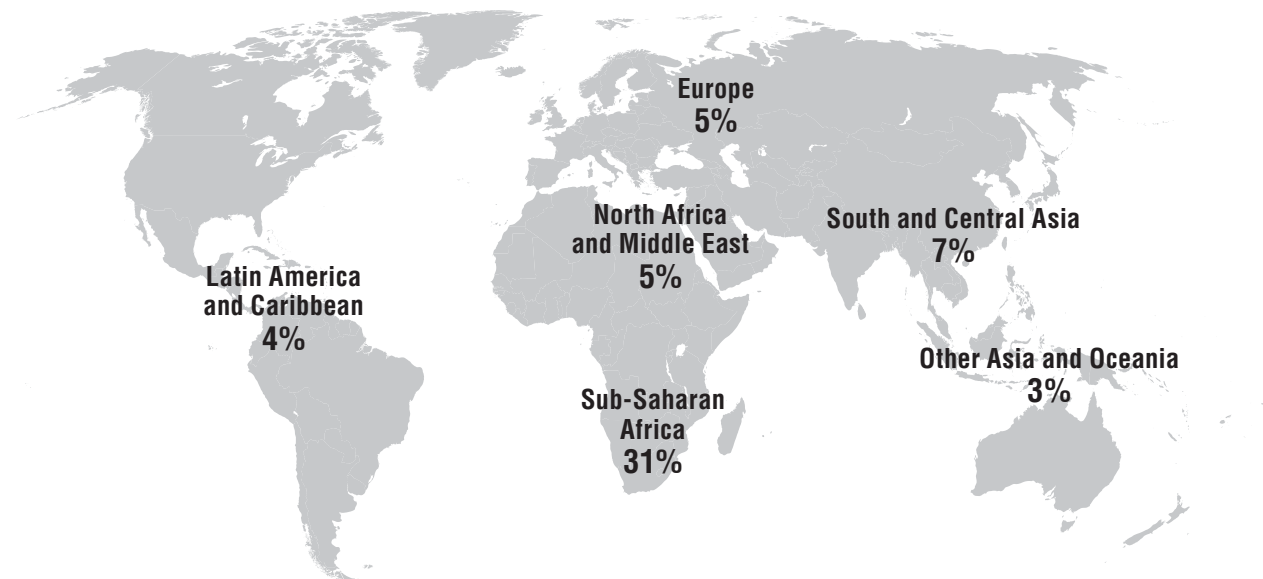 Europe
5%
North Africa
and Middle East
5%
South and Central Asia
7%
Latin America
and Caribbean
4%
Other Asia and Oceania
3%
Sub-Saharan
Africa
31%